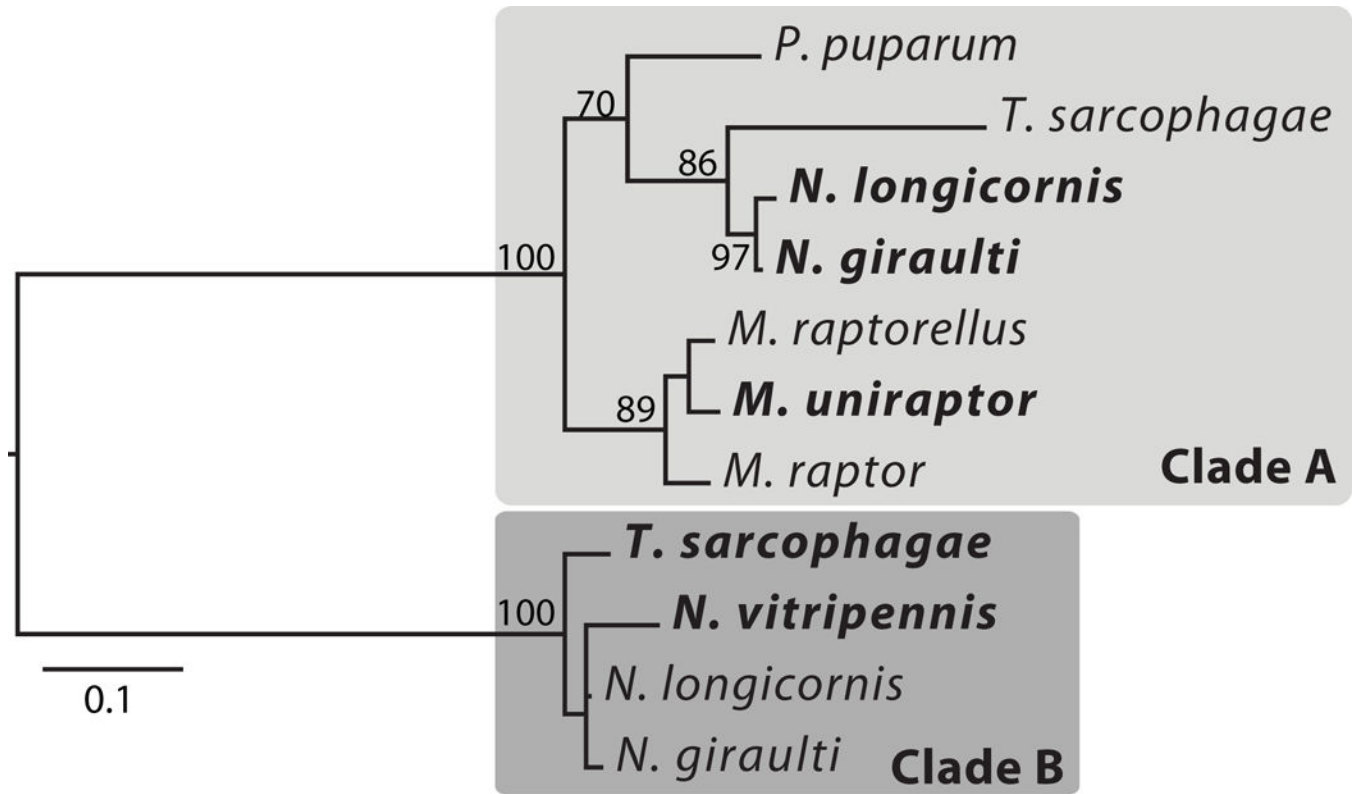 P. puparum
70
T. sarcophagae
86
N. longicornis
97
N. giraulti
100
M. raptorellus
M. uniraptor
89
M. raptor
Clade A
T. sarcophagae
100
N. vitripennis
N. longicornis
0.1
N. giraulti
Clade B